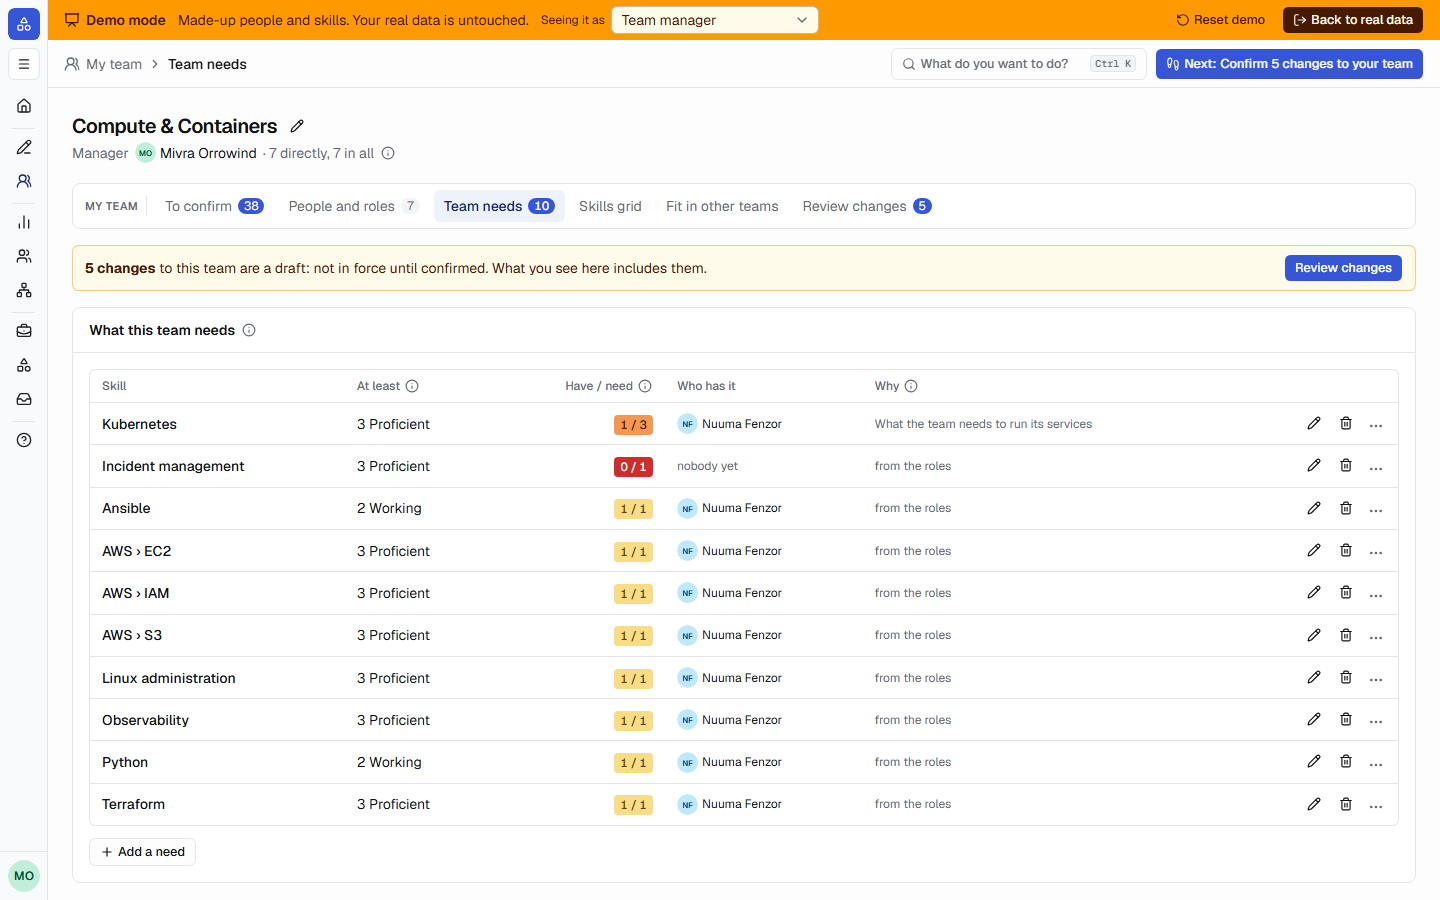 Demo mode Made-up people and skills. Your real data is untouched. Seeing it as Team manager Reset demo Back to real data
My team Team needs What do you want to do? Ctrl K Next: Confirm 5 changes to your team
Compute & Containers
Manager MO Mivra Orrowind · 7 directly, 7 in all
MY TEAM To confirm 38 People and roles 7 Team needs 10 Skills grid Fit in other teams Review changes 5
5 changes to this team are a draft: not in force until confirmed. What you see here includes them. Review changes
What this team needs
Skill At least Have / need Who has it Why
Kubernetes 3 Proficient 1 / 3 NF Nuuma Fenzor What the team needs to run its services ...
Incident management 3 Proficient 0 / 1 nobody yet from the roles ...
Ansible 2 Working 1 / 1 NF Nuuma Fenzor from the roles ...
AWS › EC2 3 Proficient 1 / 1 NF Nuuma Fenzor from the roles ...
AWS › IAM 3 Proficient 1 / 1 NF Nuuma Fenzor from the roles ...
AWS › S3 3 Proficient 1 / 1 NF Nuuma Fenzor from the roles ...
Linux administration 3 Proficient 1 / 1 NF Nuuma Fenzor from the roles ...
Observability 3 Proficient 1 / 1 NF Nuuma Fenzor from the roles ...
Python 2 Working 1 / 1 NF Nuuma Fenzor from the roles ...
Terraform 3 Proficient 1 / 1 NF Nuuma Fenzor from the roles ...
Add a need
MO